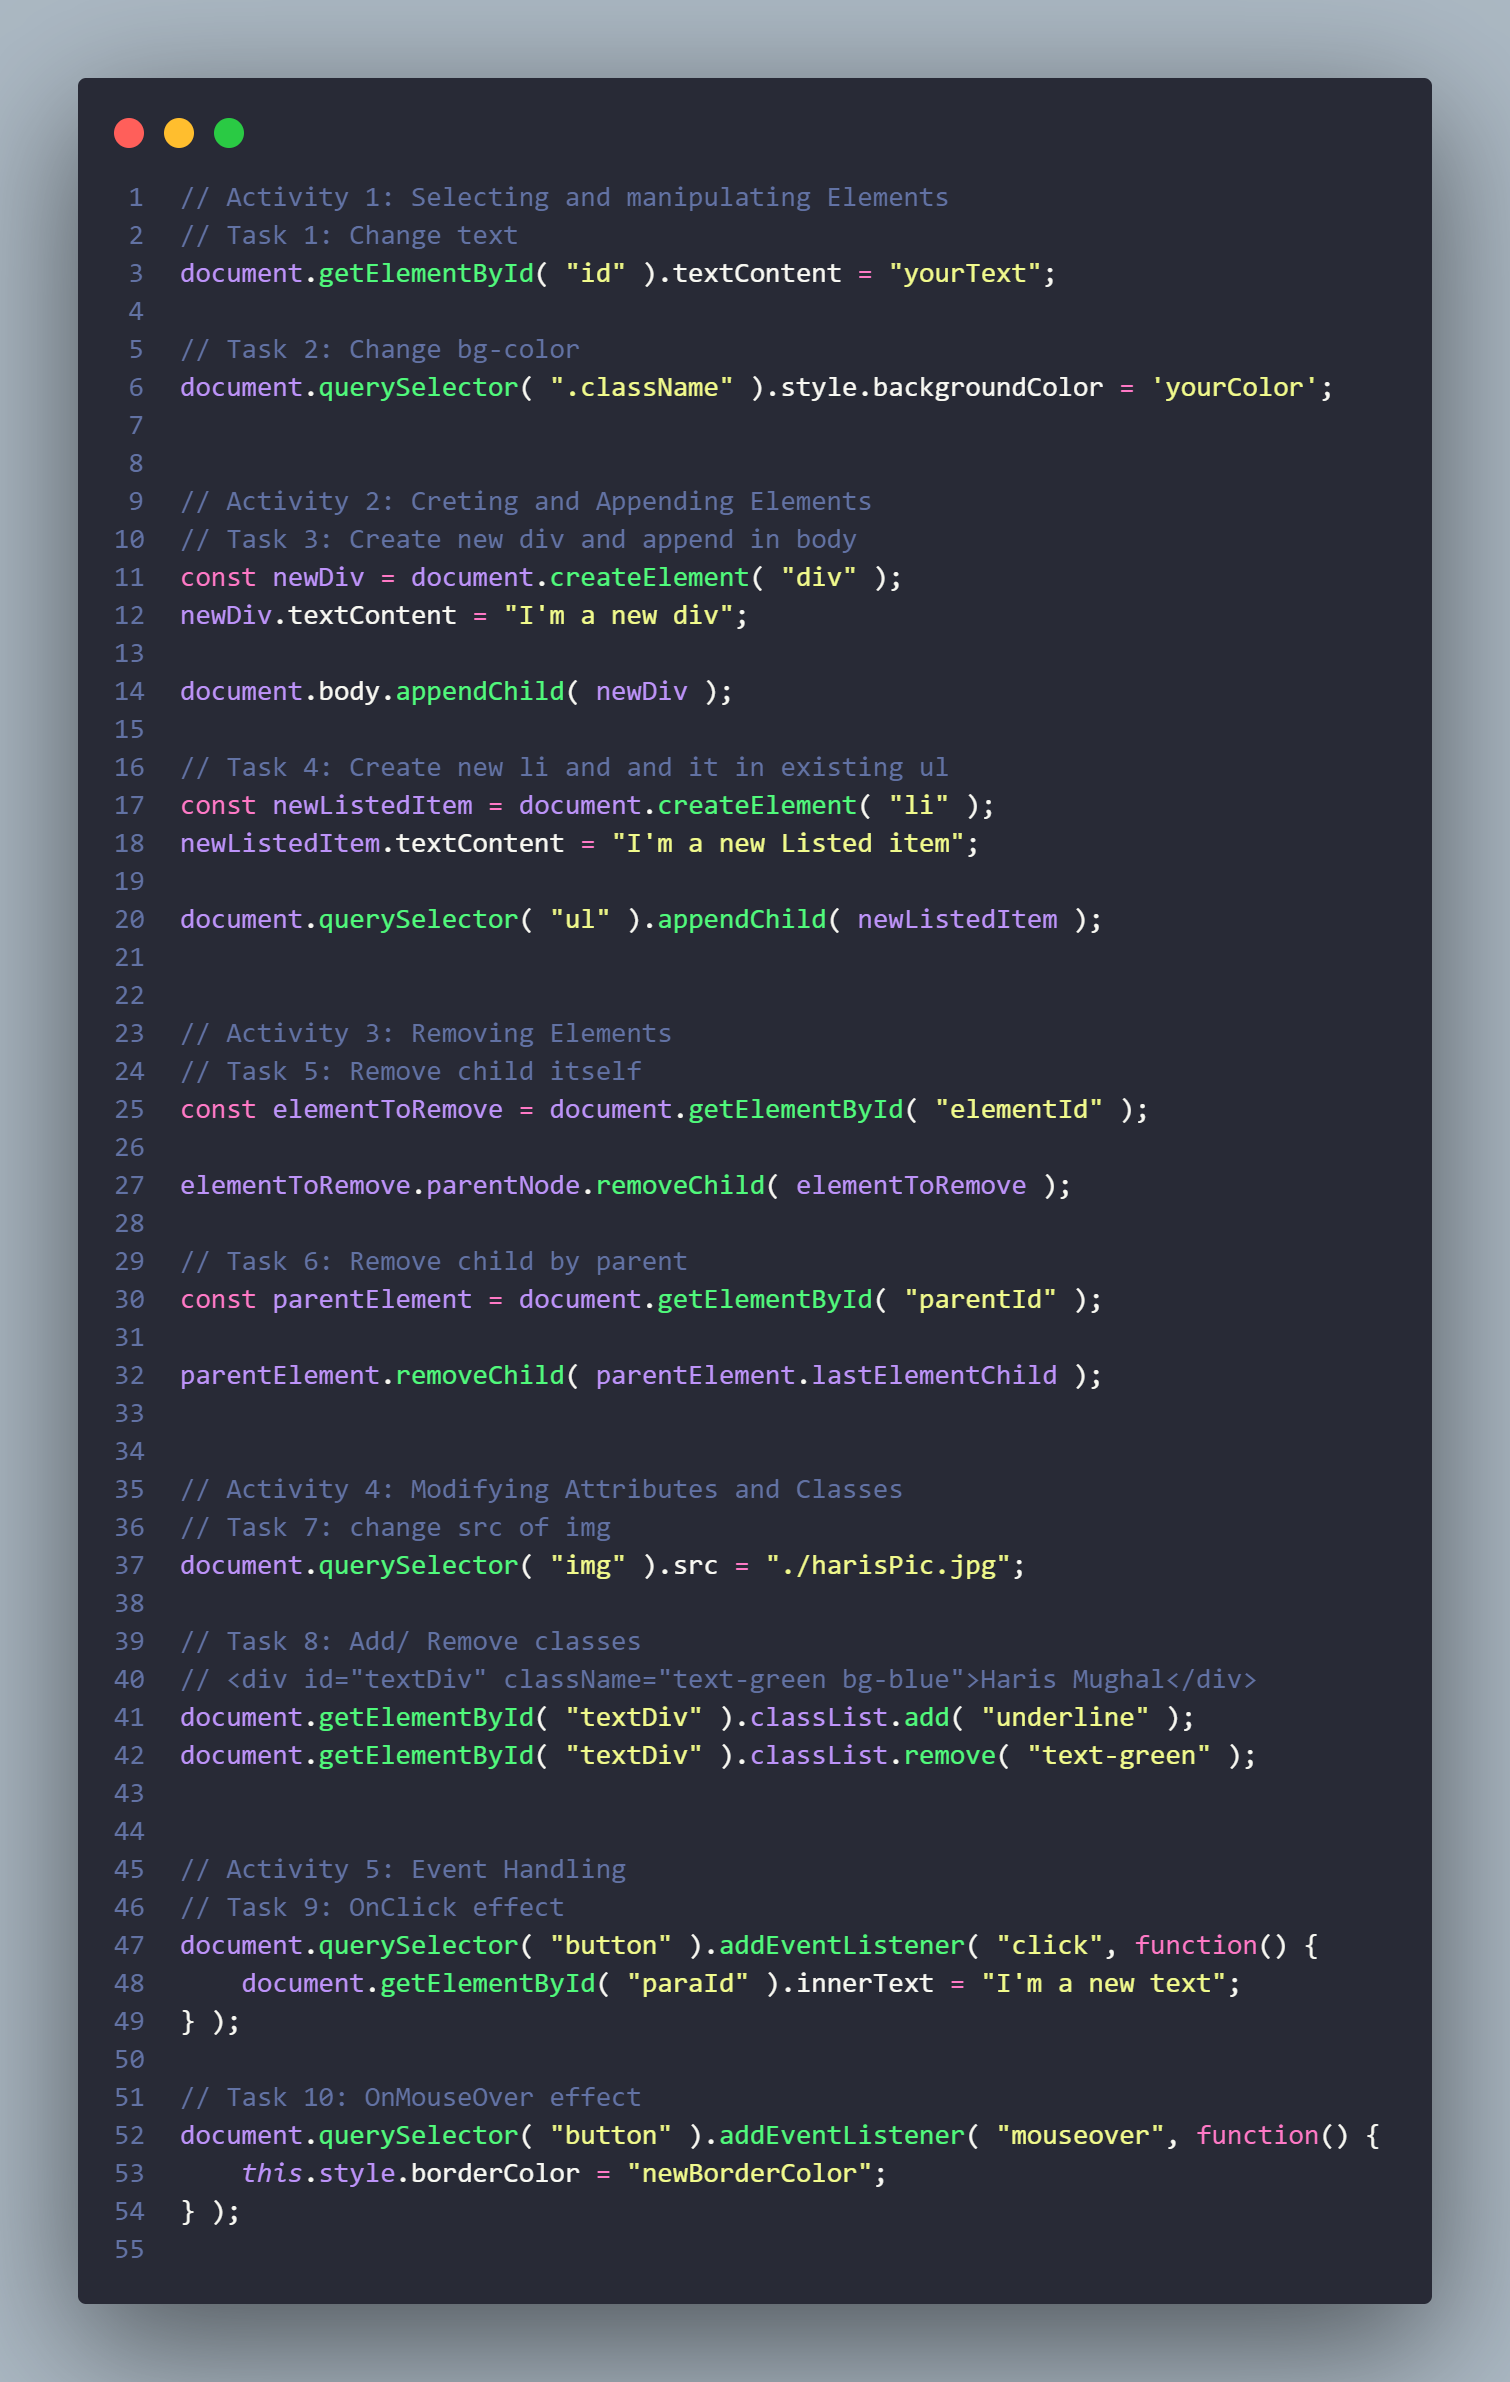 1 // Activity 1: Selecting and manipulating Elements
2 // Task 1: Change text
3 document.getElementById( "id" ).textContent = "yourText";
4
5 // Task 2: Change bg-color
6 document.querySelector( ".className" ).style.backgroundColor = 'yourColor';
7
8
9 // Activity 2: Creting and Appending Elements
10 // Task 3: Create new div and append in body
11 const newDiv = document.createElement( "div" );
12 newDiv.textContent = "I'm a new div";
13
14 document.body.appendChild( newDiv );
15
16 // Task 4: Create new li and and it in existing ul
17 const newListedItem = document.createElement( "li" );
18 newListedItem.textContent = "I'm a new Listed item";
19
20 document.querySelector( "ul" ).appendChild( newListedItem );
21
22
23 // Activity 3: Removing Elements
24 // Task 5: Remove child itself
25 const elementToRemove = document.getElementById( "elementId" );
26
27 elementToRemove.parentNode.removeChild( elementToRemove );
28
29 // Task 6: Remove child by parent
30 const parentElement = document.getElementById( "parentId" );
31
32 parentElement.removeChild( parentElement.lastElementChild );
33
34
35 // Activity 4: Modifying Attributes and Classes
36 // Task 7: change src of img
37 document.querySelector( "img" ).src = "./harisPic.jpg";
38
39 // Task 8: Add/ Remove classes
40 // <div id="textDiv" className="text-green bg-blue">Haris Mughal</div>
41 document.getElementById( "textDiv" ).classList.add( "underline" );
42 document.getElementById( "textDiv" ).classList.remove( "text-green" );
43
44
45 // Activity 5: Event Handling
46 // Task 9: OnClick effect
47 document.querySelector( "button" ).addEventListener( "click", function() {
48     document.getElementById( "paraId" ).innerText = "I'm a new text";
49 } );
50
51 // Task 10: OnMouseOver effect
52 document.querySelector( "button" ).addEventListener( "mouseover", function() {
53     this.style.borderColor = "newBorderColor";
54 } );
55